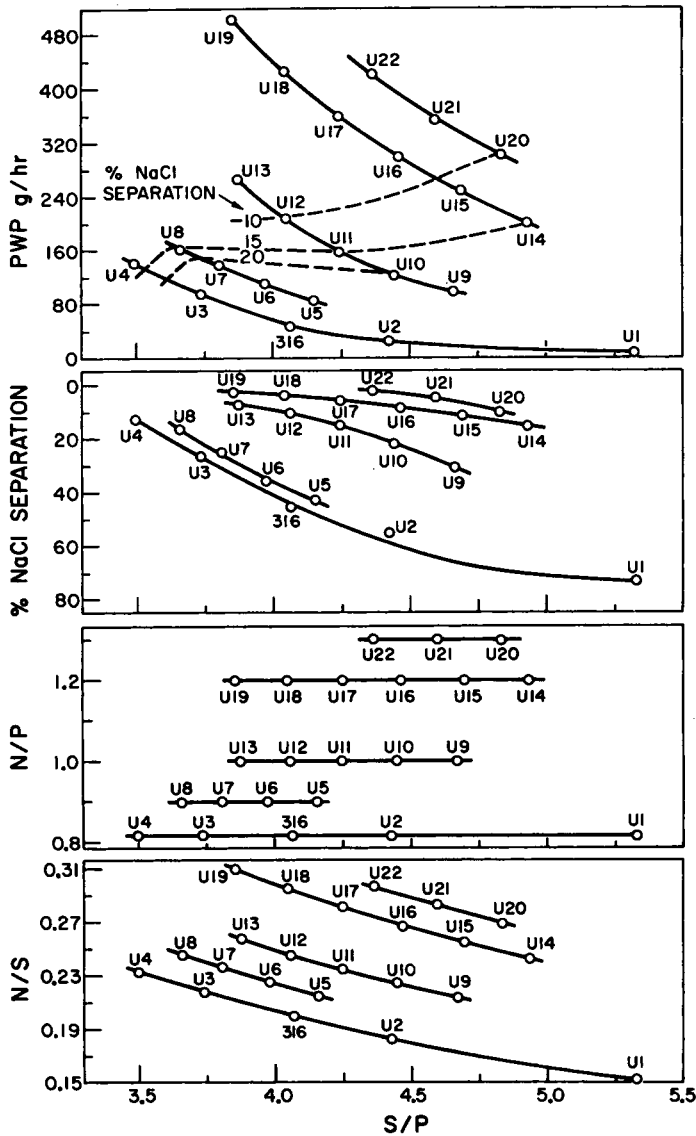 480
400
320
240
160
80
0
PWP g/hr
U19
U22
U18
U21
U17
U20
U13
U16
% NaCl
SEPARATION
U12
U15
10
U8
15
U11
U14
20
U4
U7
U10
U9
U6
U3
U5
316
U2
U1
0
20
40
60
80
% NaCl SEPARATION
U19
U18
U22
U21
U20
U8
U13
U17
U16
U15
U14
U4
U7
U12
U11
U10
U9
U3
U6
U5
316
U2
U1
1.2
1.0
0.8
N/P
U22 U21 U20
U19 U18 U17 U16 U15 U14
U13 U12 U11 U10 U9
U8 U7 U6 U5
U4 U3 316 U2 U1
0.31
0.27
0.23
0.19
0.15
N/S
U19
U18
U22
U17
U21
U16
U20
U13
U15
U8
U12
U14
U4
U7
U11
U3
U6
U10
U5
U9
316
U2
U1
3.5 4.0 4.5 5.0 5.5
S/P